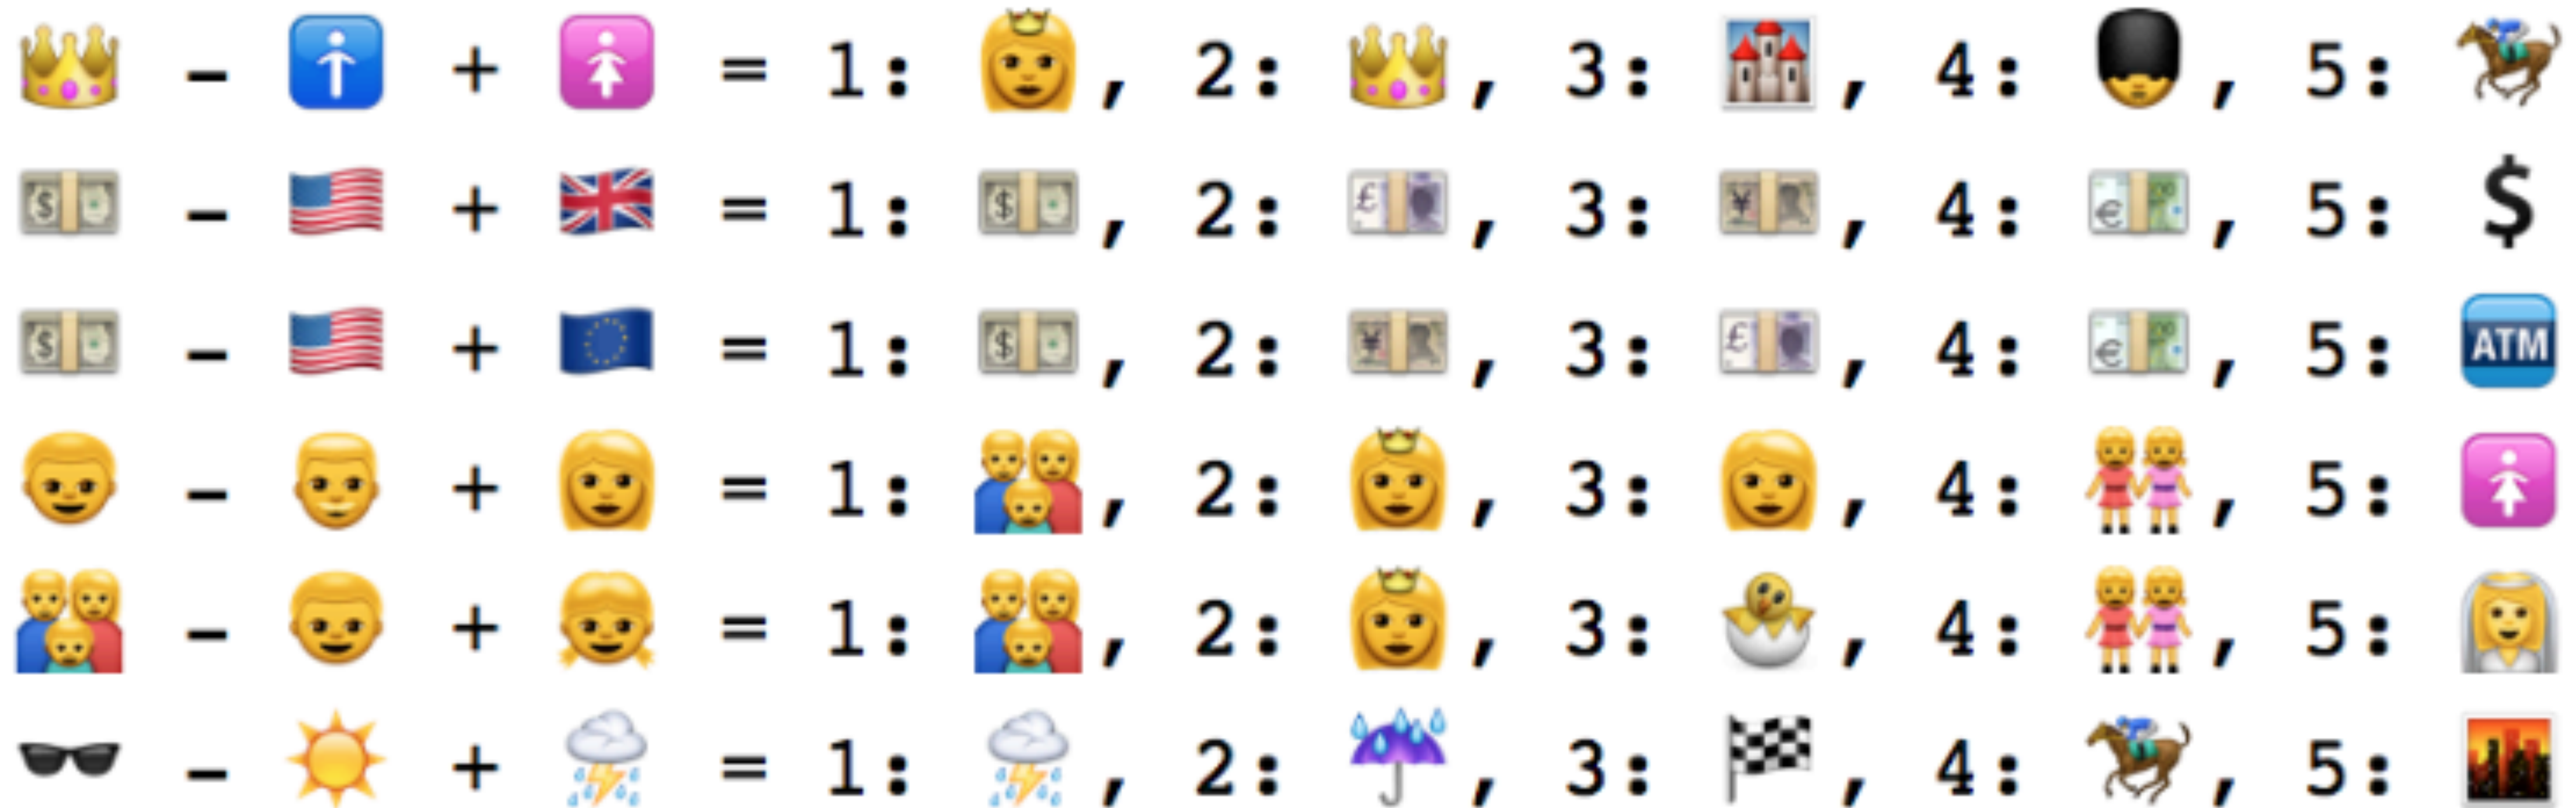 👑 - 🚹 + 🚺 = 1: 👸, 2: 👑, 3: 🏰, 4: 💂, 5: 🏇
💵 - 🇺🇸 + 🇬🇧 = 1: 💵, 2: 💷, 3: 💴, 4: 💶, 5: 💲
💵 - 🇺🇸 + 🇪🇺 = 1: 💵, 2: 💴, 3: 💷, 4: 💶, 5: 🏧
👦 - 👨 + 👩 = 1: 👪, 2: 👸, 3: 👩, 4: 👭, 5: 🚺
👪 - 👦 + 👧 = 1: 👪, 2: 👸, 3: 🐣, 4: 👭, 5: 👰
🕶 - ☀ + ⛈ = 1: ⛈, 2: ☔, 3: 🏁, 4: 🏇, 5: 🌇